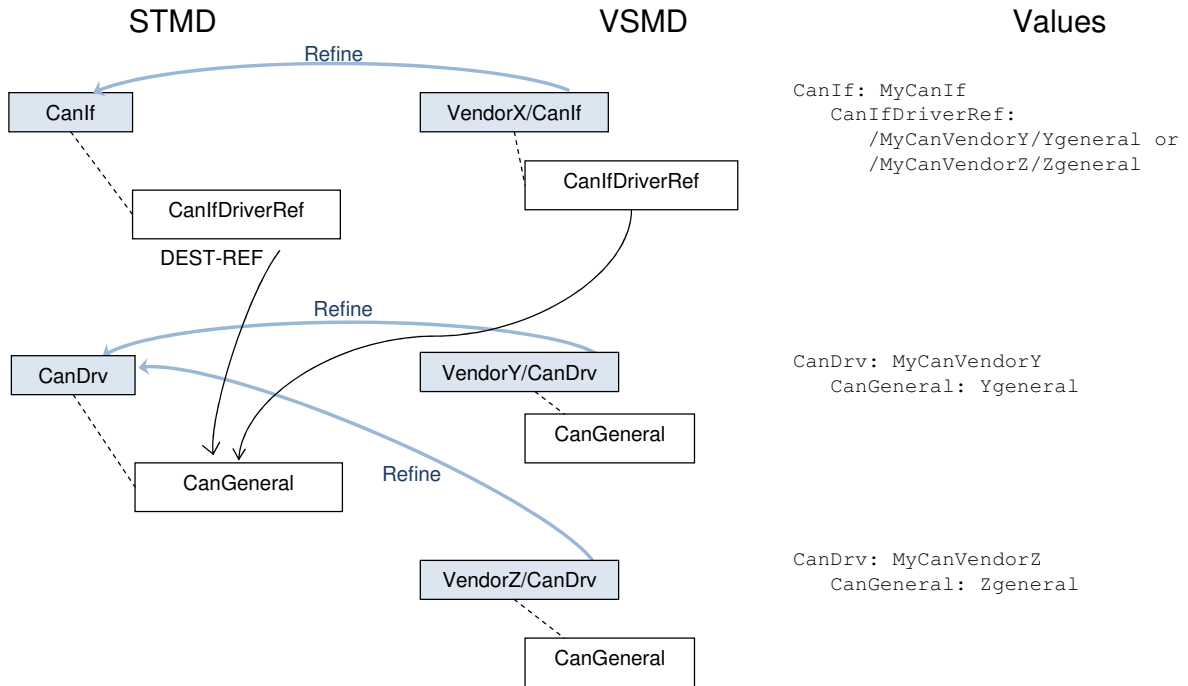 STMD
VSMD
Values
Refine
CanIf
VendorX/CanIf
CanIf: MyCanIf
CanIfDriverRef:
/MyCanVendorY/Ygeneral or
/MyCanVendorZ/Zgeneral
CanIfDriverRef
CanIfDriverRef
DEST-REF
Refine
CanDrv
VendorY/CanDrv
CanDrv: MyCanVendorY
CanGeneral: Ygeneral
CanGeneral
CanGeneral
Refine
VendorZ/CanDrv
CanDrv: MyCanVendorZ
CanGeneral: Zgeneral
CanGeneral